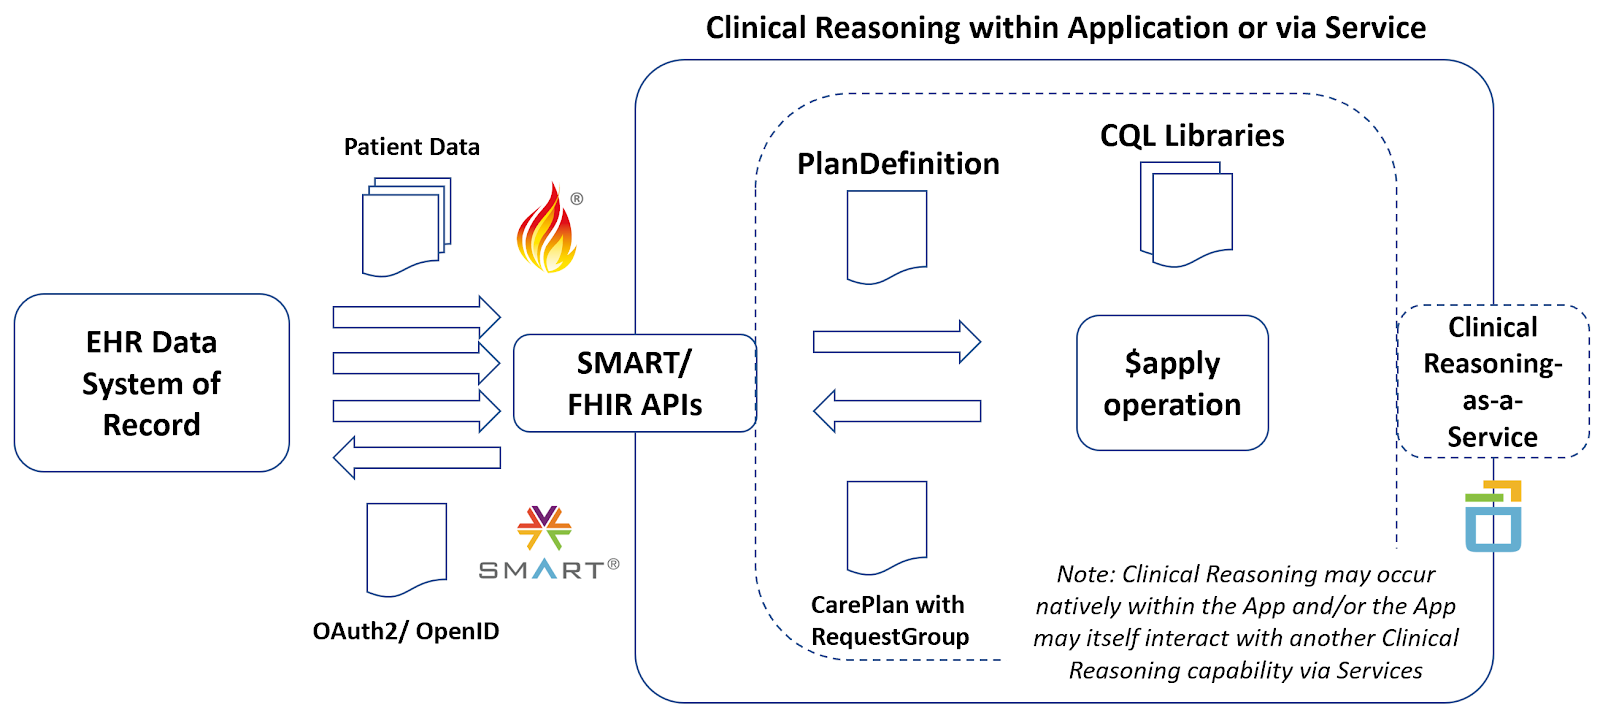 Clinical Reasoning within Application or via Service
Patient Data
®
EHR Data
System of
Record
SMART/
FHIR APIs
OAuth2/ OpenID
SMART®
PlanDefinition
CQL Libraries
$apply
operation
CarePlan with
RequestGroup
Clinical
Reasoning-
as-a-
Service
Note: Clinical Reasoning may occur
natively within the App and/or the App
may itself interact with another Clinical
Reasoning capability via Services